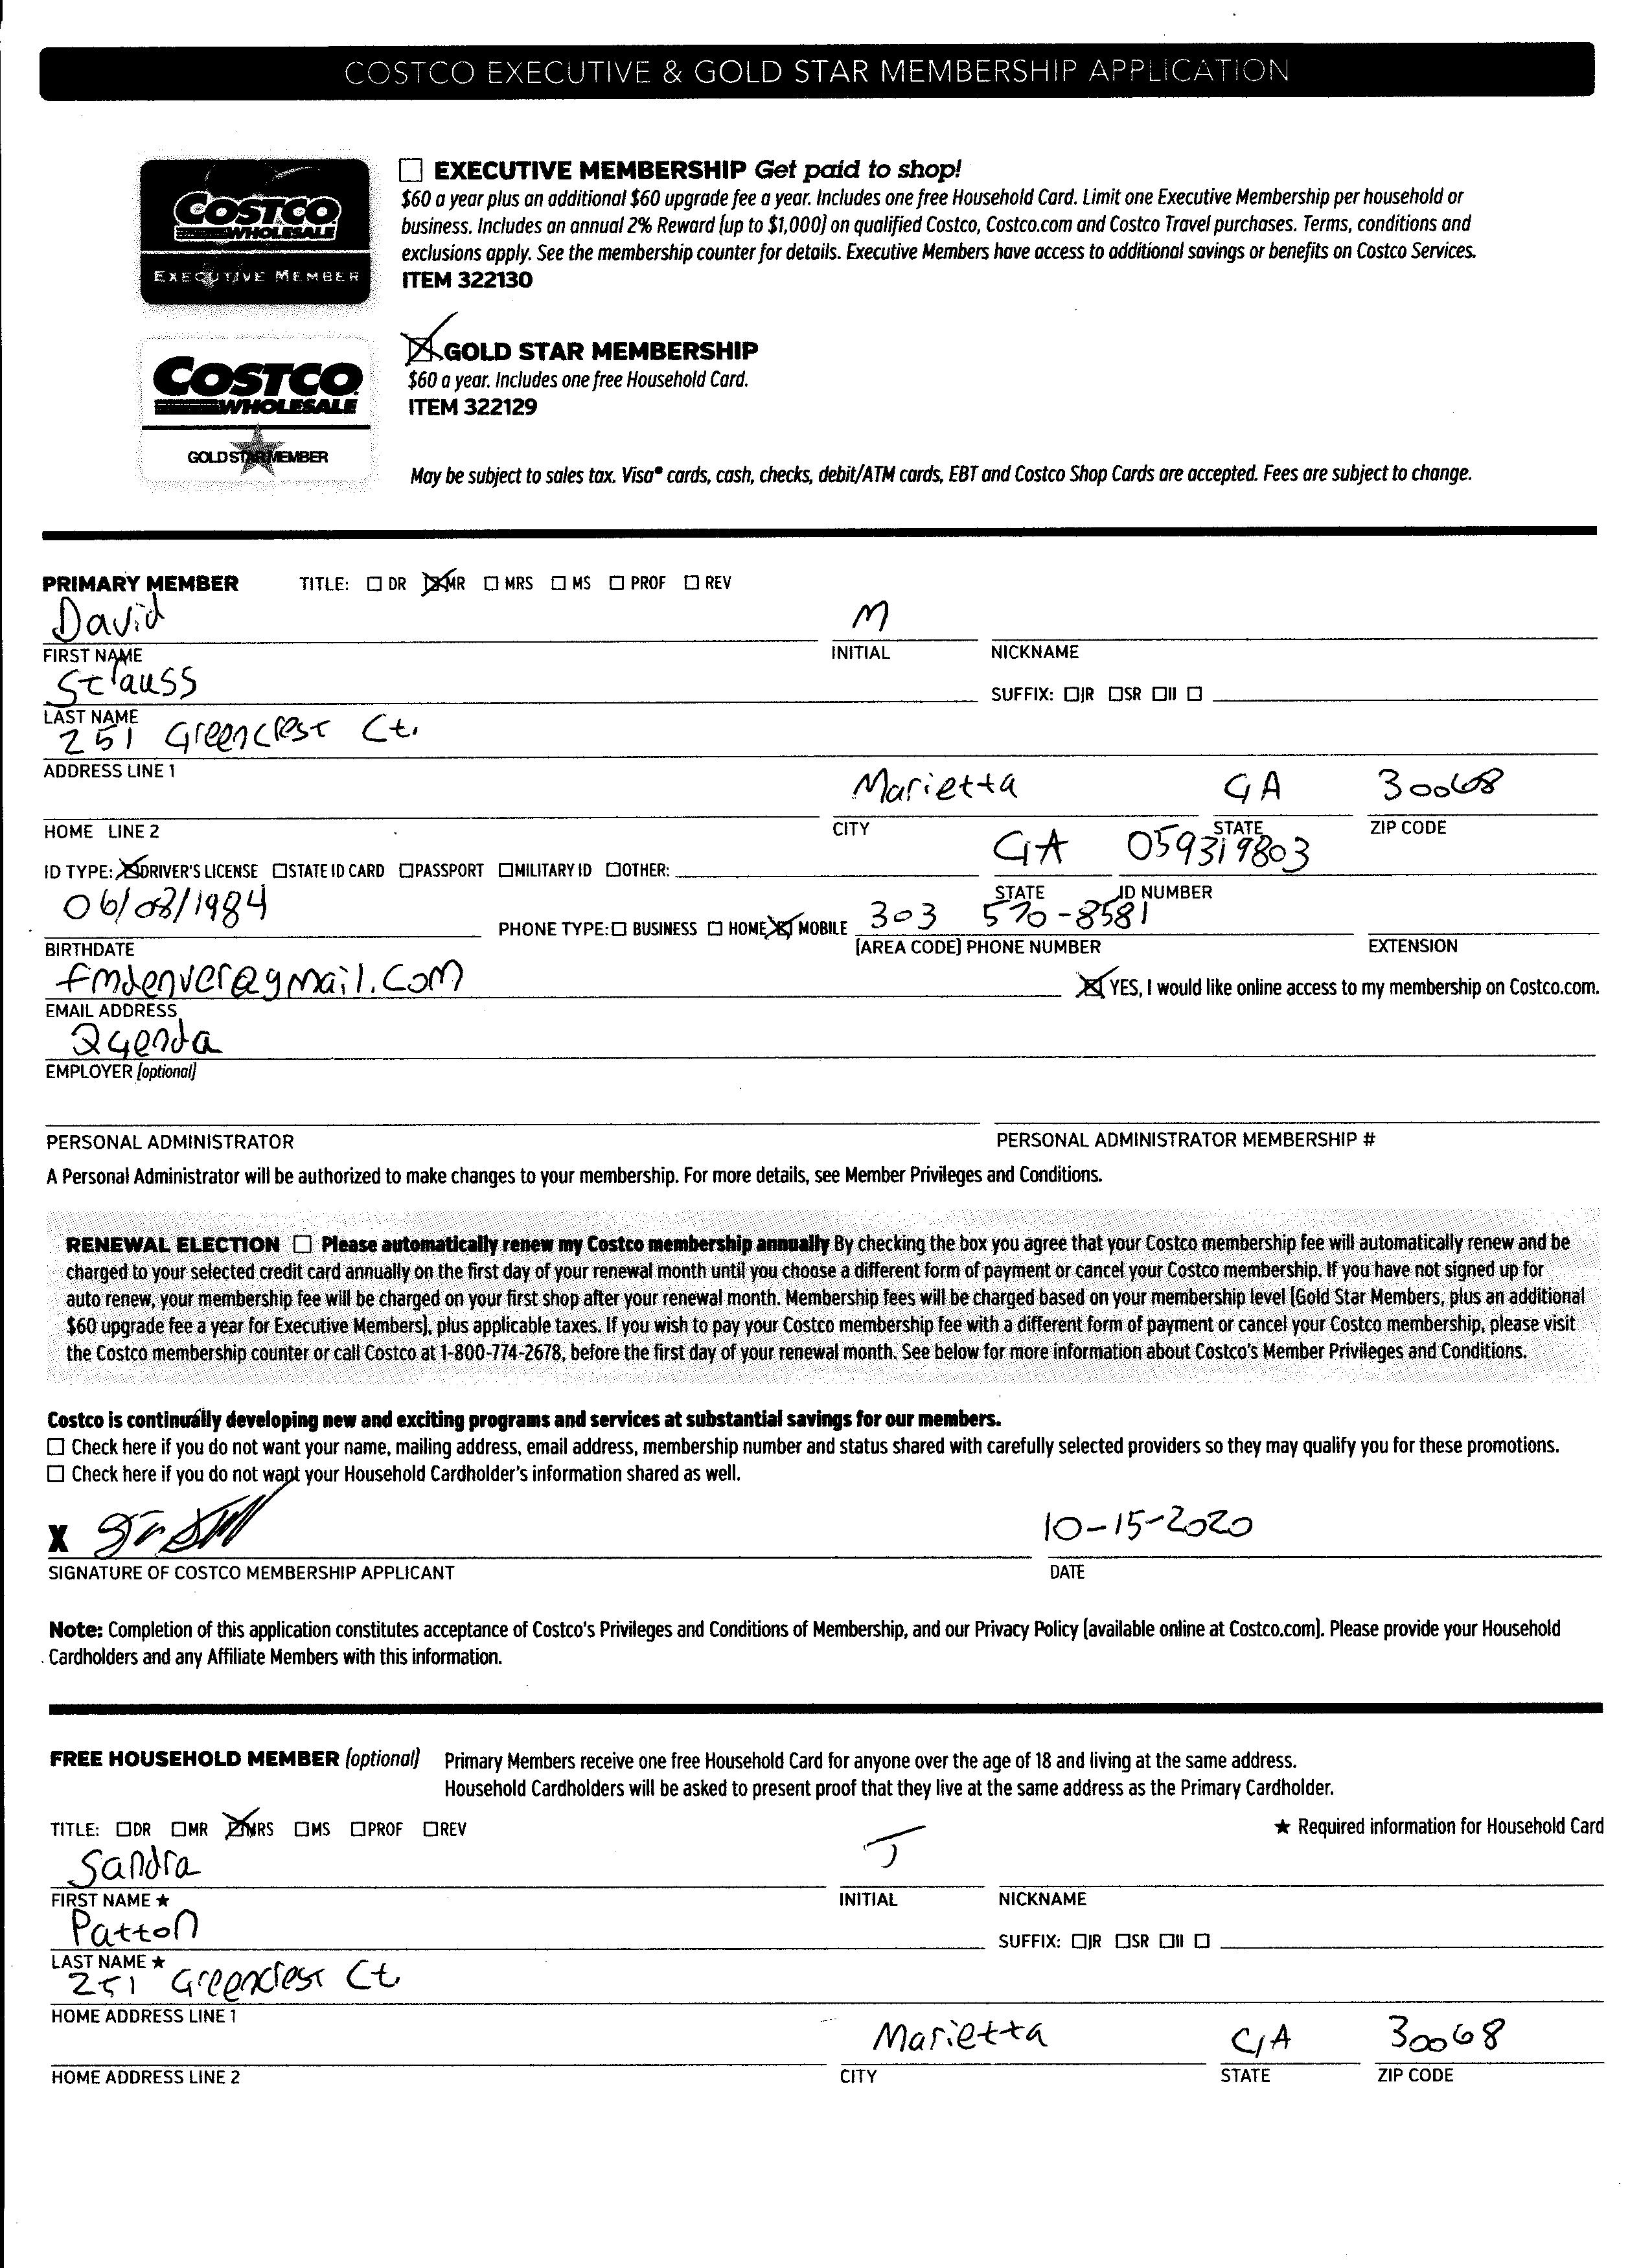 COSTCO EXECUTIVE & GOLD STAR MEMBERSHIP APPLICATION
COSTCO
WHOLESALE
EXECUTIVE MEMBER
EXECUTIVE MEMBERSHIP Get paid to shop!
$60 a year plus an additional $60 upgrade fee a year. Includes one free Household Card. Limit one Executive Membership per household or
business. Includes an annual 2% Reward (up to $1,000) on qualified Costco, Costco.com and Costco Travel purchases. Terms, conditions and
exclusions apply. See the membership counter for details. Executive Members have access to additional savings or benefits on Costco Services.
ITEM 322130
COSTCO
WHOLESALE
GOLD STAR MEMBER
GOLD STAR MEMBERSHIP
$60 a year. Includes one free Household Card.
ITEM 322129
May be subject to sales tax. Visa® cards, cash, checks, debit/ATM cards, EBT and Costco Shop Cards are accepted. Fees are subject to change.
PRIMARY MEMBER TITLE: ☐ DR ☒ MR ☐ MRS ☐ MS ☐ PROF ☐ REV
David M
FIRST NAME INITIAL NICKNAME
Strauss SUFFIX: ☐JR ☐SR ☐II ☐
LAST NAME
251 Greencrest Ct.
ADDRESS LINE 1
Marietta GA 30068
HOME LINE 2 CITY STATE ZIP CODE
GA 059319803
ID TYPE: ☒DRIVER'S LICENSE ☐STATE ID CARD ☐PASSPORT ☐MILITARY ID ☐OTHER:
STATE ID NUMBER
06/08/1984 PHONE TYPE: ☐ BUSINESS ☐ HOME ☒ MOBILE 303 570-8581
BIRTHDATE (AREA CODE) PHONE NUMBER EXTENSION
fmdenver@gmail.com ☒ YES, I would like online access to my membership on Costco.com.
EMAIL ADDRESS
QGenda
EMPLOYER (optional)
PERSONAL ADMINISTRATOR PERSONAL ADMINISTRATOR MEMBERSHIP #
A Personal Administrator will be authorized to make changes to your membership. For more details, see Member Privileges and Conditions.
RENEWAL ELECTION ☐ Please automatically renew my Costco membership annually By checking the box you agree that your Costco membership fee will automatically renew and be
charged to your selected credit card annually on the first day of your renewal month until you choose a different form of payment or cancel your Costco membership. If you have not signed up for
auto renew, your membership fee will be charged on your first shop after your renewal month. Membership fees will be charged based on your membership level (Gold Star Members, plus an additional
$60 upgrade fee a year for Executive Members), plus applicable taxes. If you wish to pay your Costco membership fee with a different form of payment or cancel your Costco membership, please visit
the Costco membership counter or call Costco at 1-800-774-2678, before the first day of your renewal month. See below for more information about Costco's Member Privileges and Conditions.
Costco is continually developing new and exciting programs and services at substantial savings for our members.
☐ Check here if you do not want your name, mailing address, email address, membership number and status shared with carefully selected providers so they may qualify you for these promotions.
☐ Check here if you do not want your Household Cardholder's information shared as well.
X 10-15-2020
SIGNATURE OF COSTCO MEMBERSHIP APPLICANT DATE
Note: Completion of this application constitutes acceptance of Costco's Privileges and Conditions of Membership, and our Privacy Policy (available online at Costco.com). Please provide your Household
Cardholders and any Affiliate Members with this information.
FREE HOUSEHOLD MEMBER (optional) Primary Members receive one free Household Card for anyone over the age of 18 and living at the same address.
Household Cardholders will be asked to present proof that they live at the same address as the Primary Cardholder.
TITLE: ☐DR ☐MR ☒MRS ☐MS ☐PROF ☐REV ★ Required information for Household Card
Sandra J
FIRST NAME ★ INITIAL NICKNAME
Patton SUFFIX: ☐JR ☐SR ☐II ☐
LAST NAME ★
251 Greencrest Ct
HOME ADDRESS LINE 1
Marietta GA 30068
HOME ADDRESS LINE 2 CITY STATE ZIP CODE